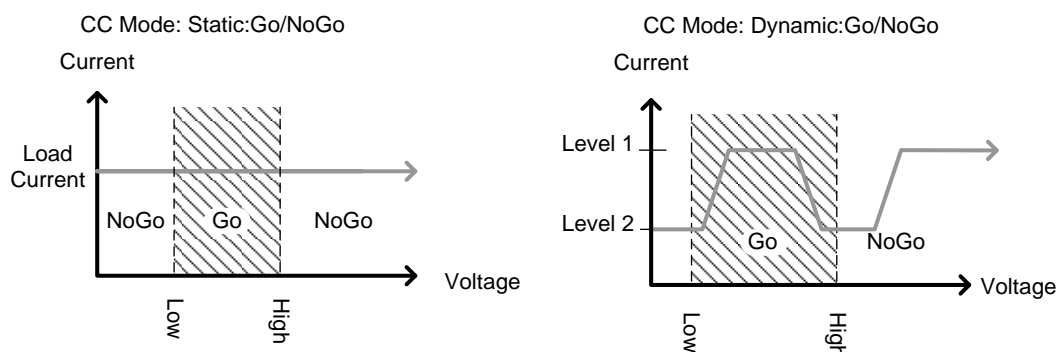 CC Mode: Static:Go/NoGo
Current
Load
Current
NoGo
Go
NoGo
Voltage
Low
High
CC Mode: Dynamic:Go/NoGo
Current
Level 1
Level 2
Go
NoGo
Voltage
Low
High